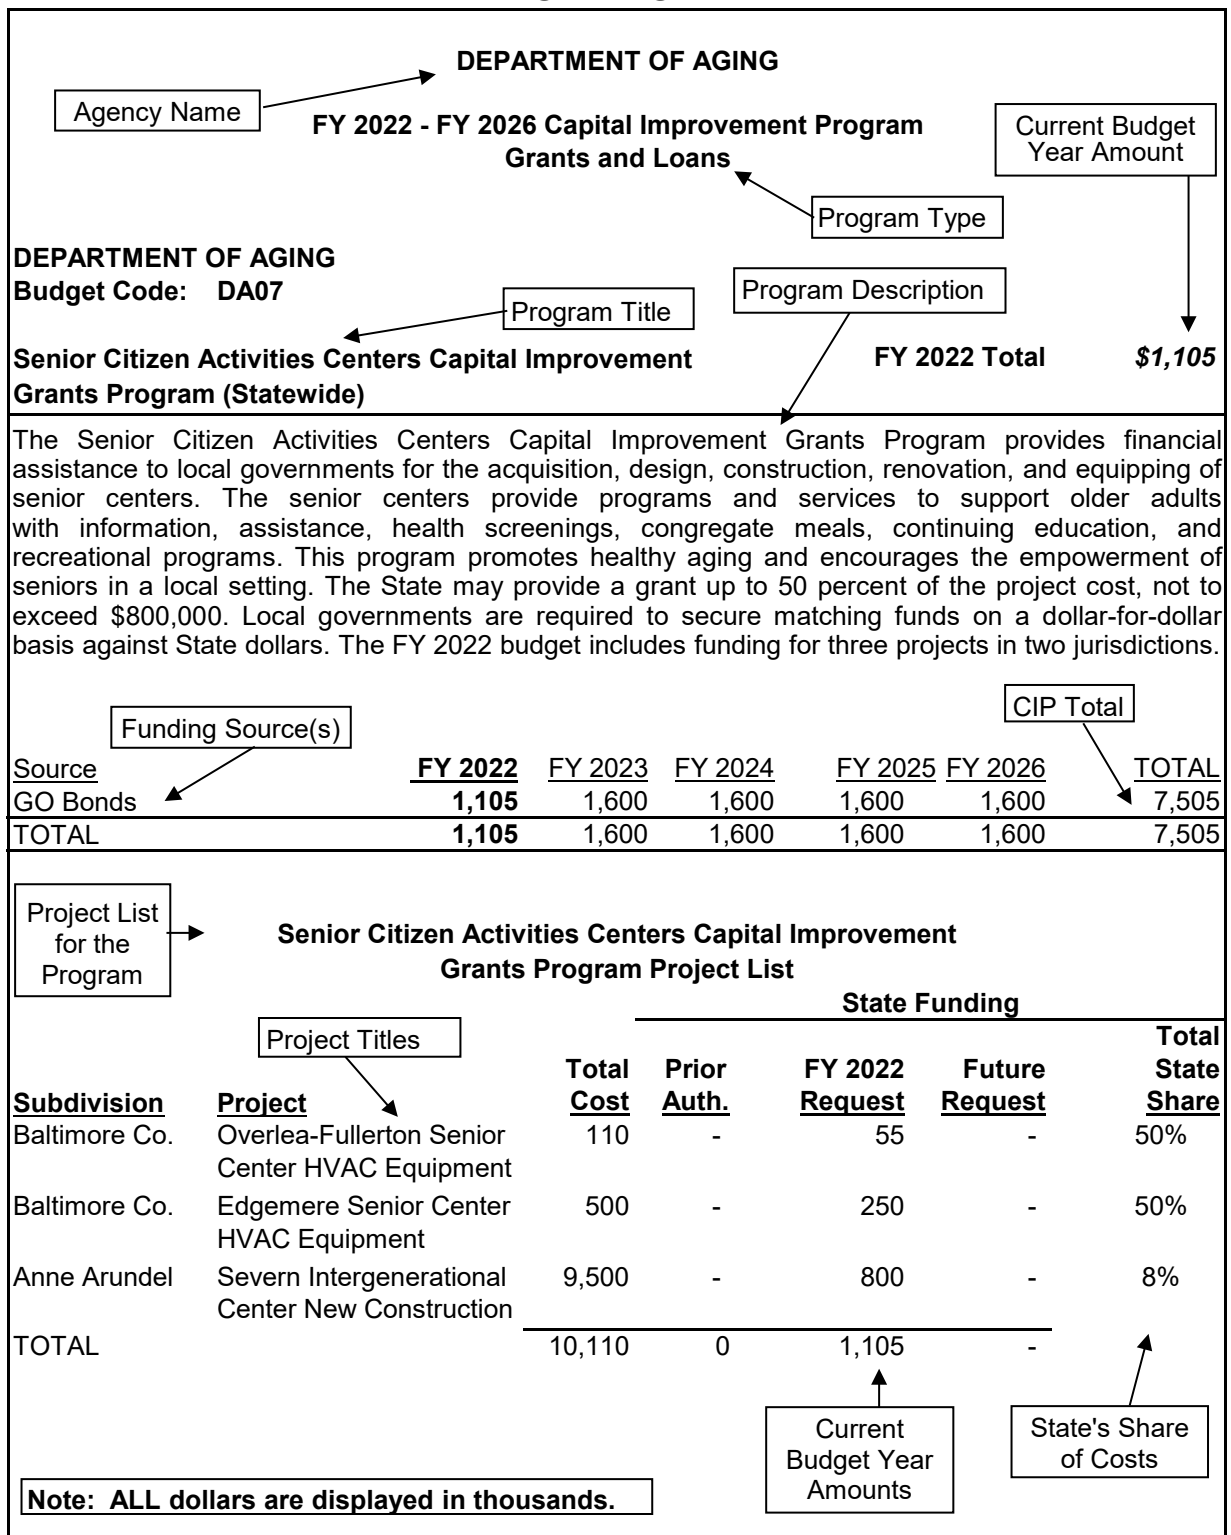 DEPARTMENT OF AGING
Agency Name
FY 2022 - FY 2026 Capital Improvement Program
Grants and Loans
Current Budget
Year Amount
Program Type
DEPARTMENT OF AGING
Budget Code: DA07
Program Title
Program Description
Senior Citizen Activities Centers Capital Improvement
Grants Program (Statewide)
FY 2022 Total $1,105
The Senior Citizen Activities Centers Capital Improvement Grants Program provides financial
assistance to local governments for the acquisition, design, construction, renovation, and equipping of
senior centers. The senior centers provide programs and services to support older adults
with information, assistance, health screenings, congregate meals, continuing education, and
recreational programs. This program promotes healthy aging and encourages the empowerment of
seniors in a local setting. The State may provide a grant up to 50 percent of the project cost, not to
exceed $800,000. Local governments are required to secure matching funds on a dollar-for-dollar
basis against State dollars. The FY 2022 budget includes funding for three projects in two jurisdictions.
Funding Source(s)
CIP Total
Source FY 2022 FY 2023 FY 2024 FY 2025 FY 2026 TOTAL
GO Bonds 1,105 1,600 1,600 1,600 1,600 7,505
TOTAL 1,105 1,600 1,600 1,600 1,600 7,505
Project List
for the
Program
Senior Citizen Activities Centers Capital Improvement
Grants Program Project List
State Funding
Project Titles
Total
Total Prior FY 2022 Future State
Subdivision Project Cost Auth. Request Request Share
Baltimore Co. Overlea-Fullerton Senior 110 - 55 - 50%
Center HVAC Equipment
Baltimore Co. Edgemere Senior Center 500 - 250 - 50%
HVAC Equipment
Anne Arundel Severn Intergenerational 9,500 - 800 - 8%
Center New Construction
TOTAL 10,110 0 1,105 -
Current
Budget Year
Amounts
State's Share
of Costs
Note: ALL dollars are displayed in thousands.